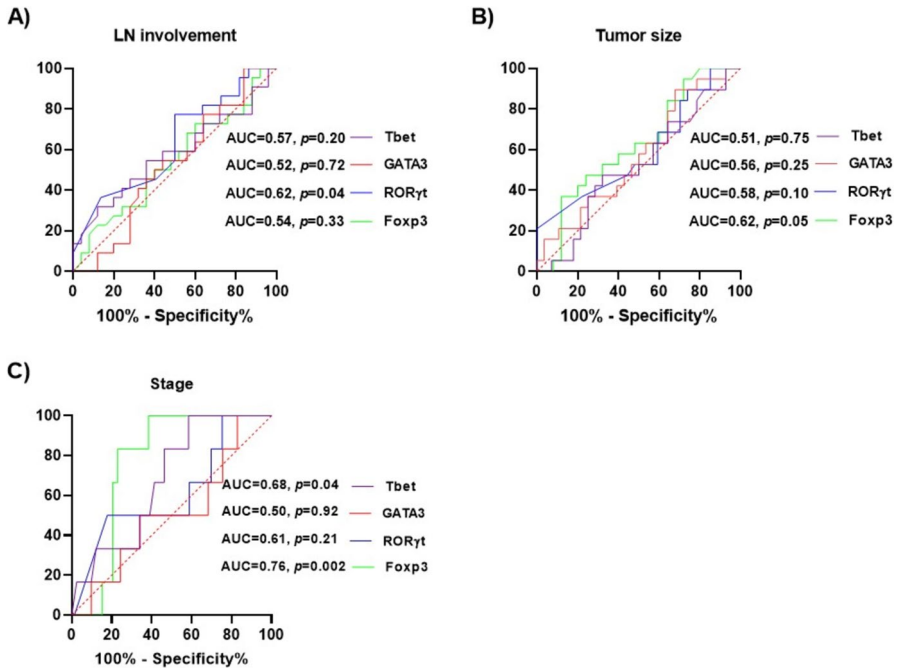 A)
LN involvement
100
80
60
40
20
0
0 20 40 60 80 100
100% - Specificity%
AUC=0.57, p=0.20 Tbet
AUC=0.52, p=0.72 GATA3
AUC=0.62, p=0.04 RORγt
AUC=0.54, p=0.33 Foxp3
B)
Tumor size
100
80
60
40
20
0
0 20 40 60 80 100
100% - Specificity%
AUC=0.51, p=0.75 Tbet
AUC=0.56, p=0.25 GATA3
AUC=0.58, p=0.10 RORγt
AUC=0.62, p=0.05 Foxp3
C)
Stage
100
80
60
40
20
0
0 20 40 60 80 100
100% - Specificity%
AUC=0.68, p=0.04 Tbet
AUC=0.50, p=0.92 GATA3
AUC=0.61, p=0.21 RORγt
AUC=0.76, p=0.002 Foxp3